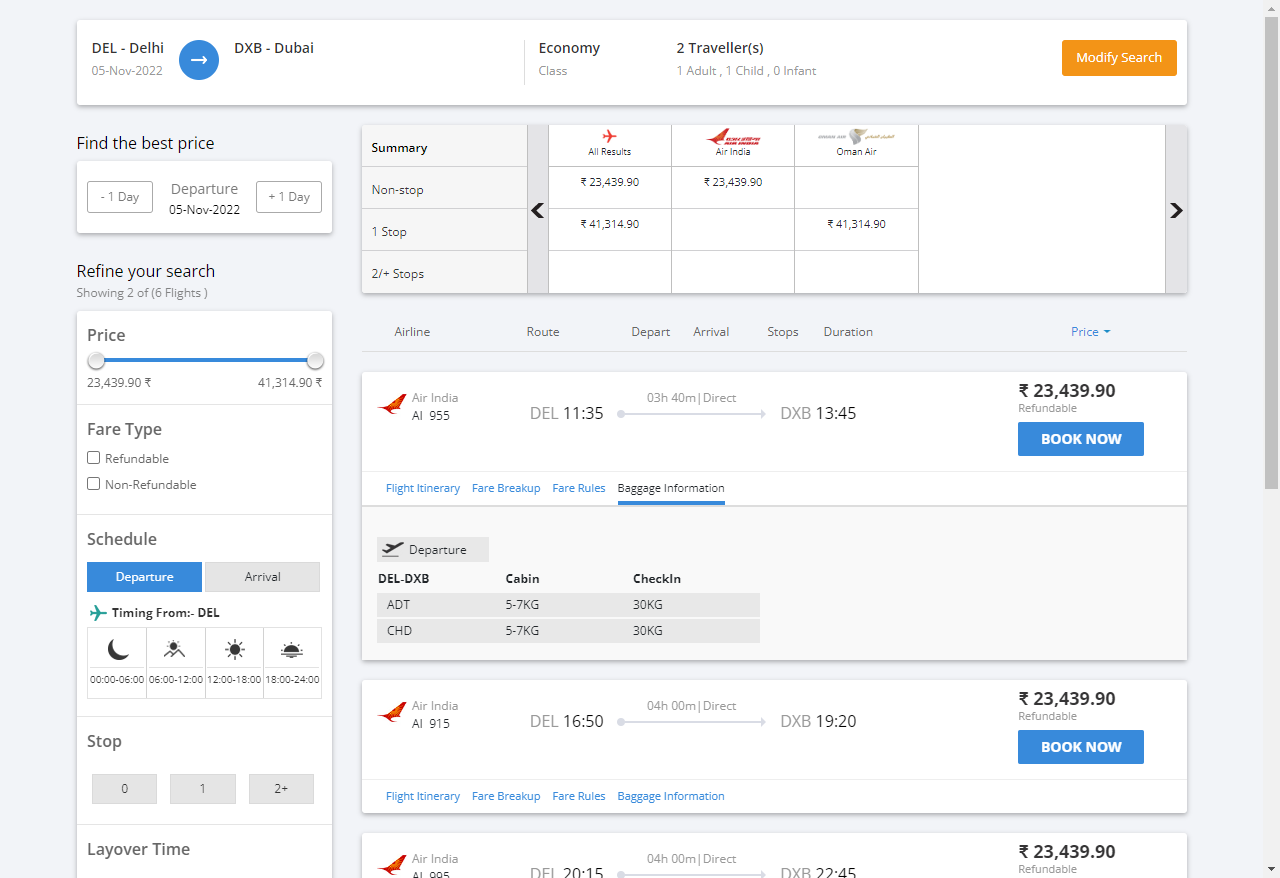 DEL - Delhi
05-Nov-2022
DXB - Dubai
Economy
Class
2 Traveller(s)
1 Adult , 1 Child , 0 Infant
Modify Search
Find the best price
- 1 Day
Departure
05-Nov-2022
+ 1 Day
Refine your search
Showing 2 of (6 Flights )
Price
23,439.90 ₹ 41,314.90 ₹
Fare Type
Refundable
Non-Refundable
Schedule
Departure Arrival
Timing From:- DEL
00:00-06:00 06:00-12:00 12:00-18:00 18:00-24:00
Stop
0 1 2+
Layover Time
Summary All Results Air India Oman Air
Non-stop ₹ 23,439.90 ₹ 23,439.90
1 Stop ₹ 41,314.90 ₹ 41,314.90
2/+ Stops
Airline Route Depart Arrival Stops Duration Price
Air India
AI 955
DEL 11:35
03h 40m|Direct
DXB 13:45
₹ 23,439.90
Refundable
BOOK NOW
Flight Itinerary Fare Breakup Fare Rules Baggage Information
Departure
DEL-DXB Cabin CheckIn
ADT 5-7KG 30KG
CHD 5-7KG 30KG
Air India
AI 915
DEL 16:50
04h 00m|Direct
DXB 19:20
₹ 23,439.90
Refundable
BOOK NOW
Flight Itinerary Fare Breakup Fare Rules Baggage Information
Air India
AI 995
DEL 20:15
04h 00m|Direct
DXB 22:45
₹ 23,439.90
Refundable